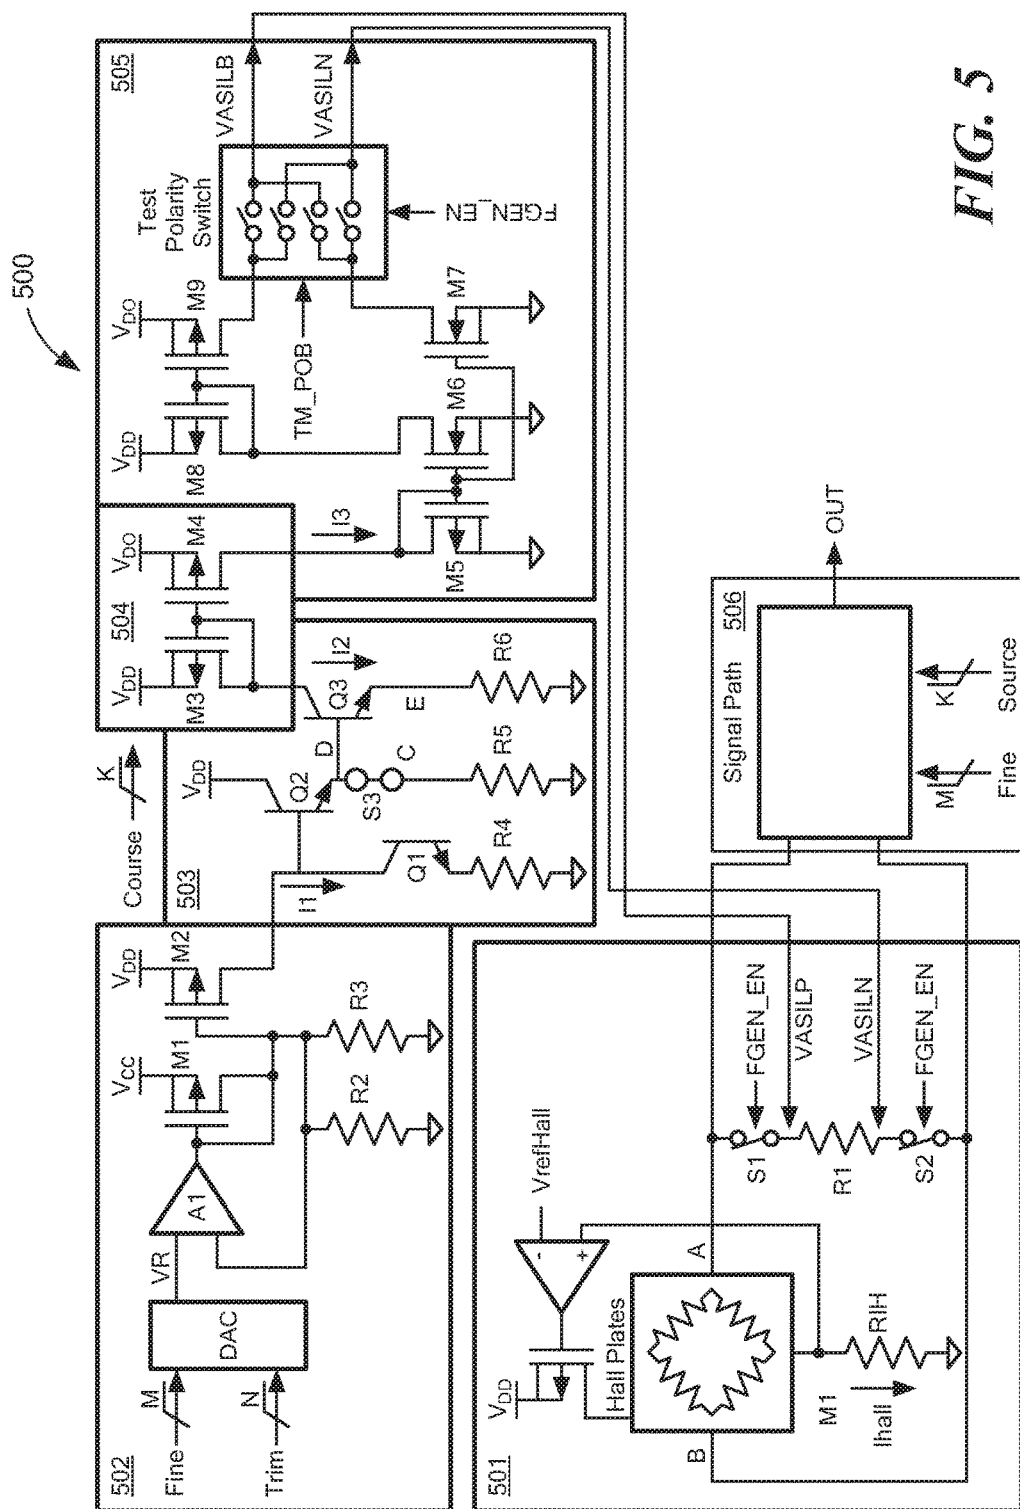 500
505
VASILB
VASILN
Test
Polarity
Switch
FGEN_EN
TM_POB
VDD
M8
VDO
M9
M7
M6
M5
I3
504
VDD
M3
VDO
M4
Course
K
503
VDD
Q2
D
Q3
I2
E
S3
C
I1
Q1
R4
R5
R6
502
Fine
M
Trim
N
DAC
VR
A1
VCC
M1
VDD
M2
R2
R3
501
VDD
VrefHall
-
+
Hall Plates
A
B
M1
Ihall
RIH
FGEN_EN
S1
VASILP
R1
VASILN
S2
FGEN_EN
Signal Path
506
OUT
M
Fine
K
Source
FIG. 5